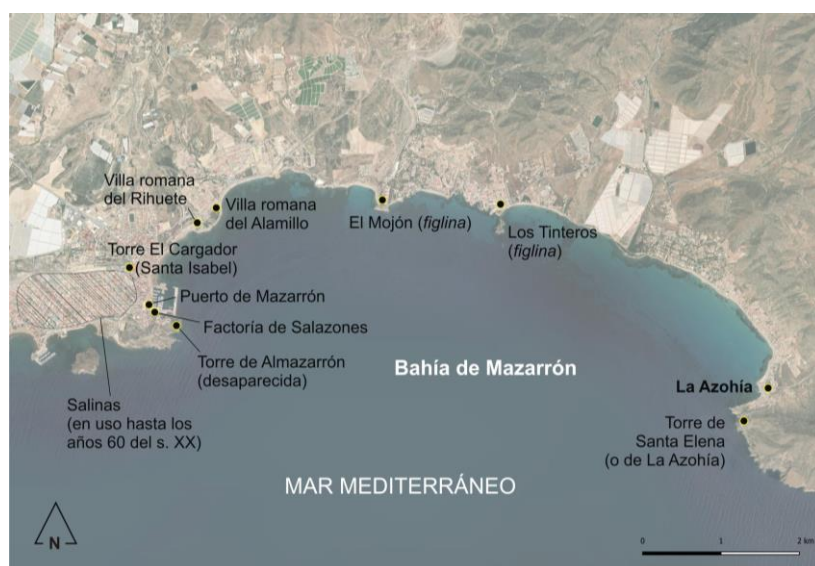 Villa romana
del Rihuete
Villa romana
del Alamillo
El Mojón (figlina)
Los Tinteros
(figlina)
Torre El Cargador
(Santa Isabel)
Puerto de Mazarrón
Factoría de Salazones
Torre de Almazarrón
(desaparecida)
Bahía de Mazarrón
La Azohía
Salinas
(en uso hasta los
años 60 del s. XX)
Torre de
Santa Elena
(o de La Azohía)
MAR MEDITERRÁNEO
N
0 1 2 km